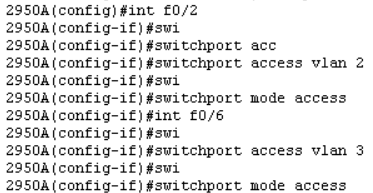 2950A(config)#int f0/2
2950A(config-if)#swi
2950A(config-if)#switchport acc
2950A(config-if)#switchport access vlan 2
2950A(config-if)#swi
2950A(config-if)#switchport mode access
2950A(config-if)#int f0/6
2950A(config-if)#swi
2950A(config-if)#switchport access vlan 3
2950A(config-if)#swi
2950A(config-if)#switchport mode access